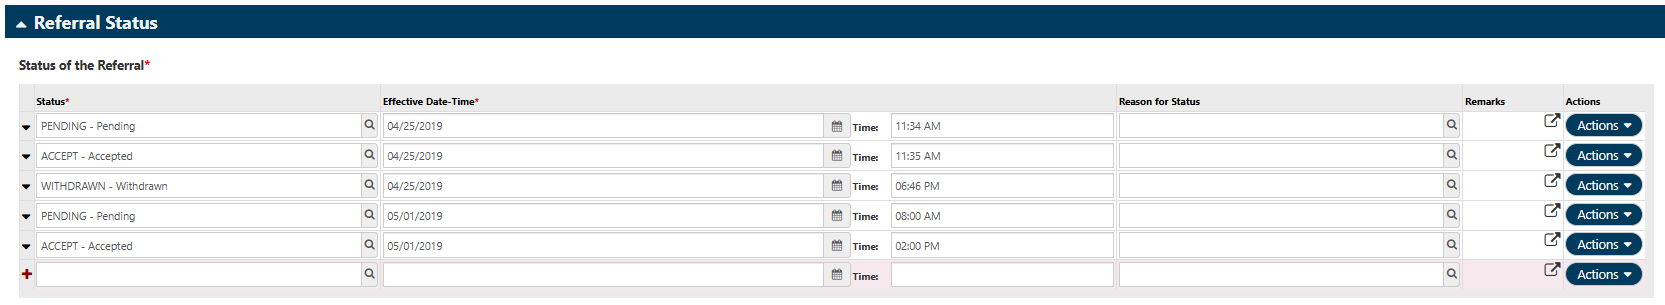 Referral Status
Status of the Referral*
Status* Effective Date-Time* Reason for Status Remarks Actions
PENDING - Pending 04/25/2019 Time: 11:34 AM Actions
ACCEPT - Accepted 04/25/2019 Time: 11:35 AM Actions
WITHDRAWN - Withdrawn 04/25/2019 Time: 06:46 PM Actions
PENDING - Pending 05/01/2019 Time: 08:00 AM Actions
ACCEPT - Accepted 05/01/2019 Time: 02:00 PM Actions
Time: Actions